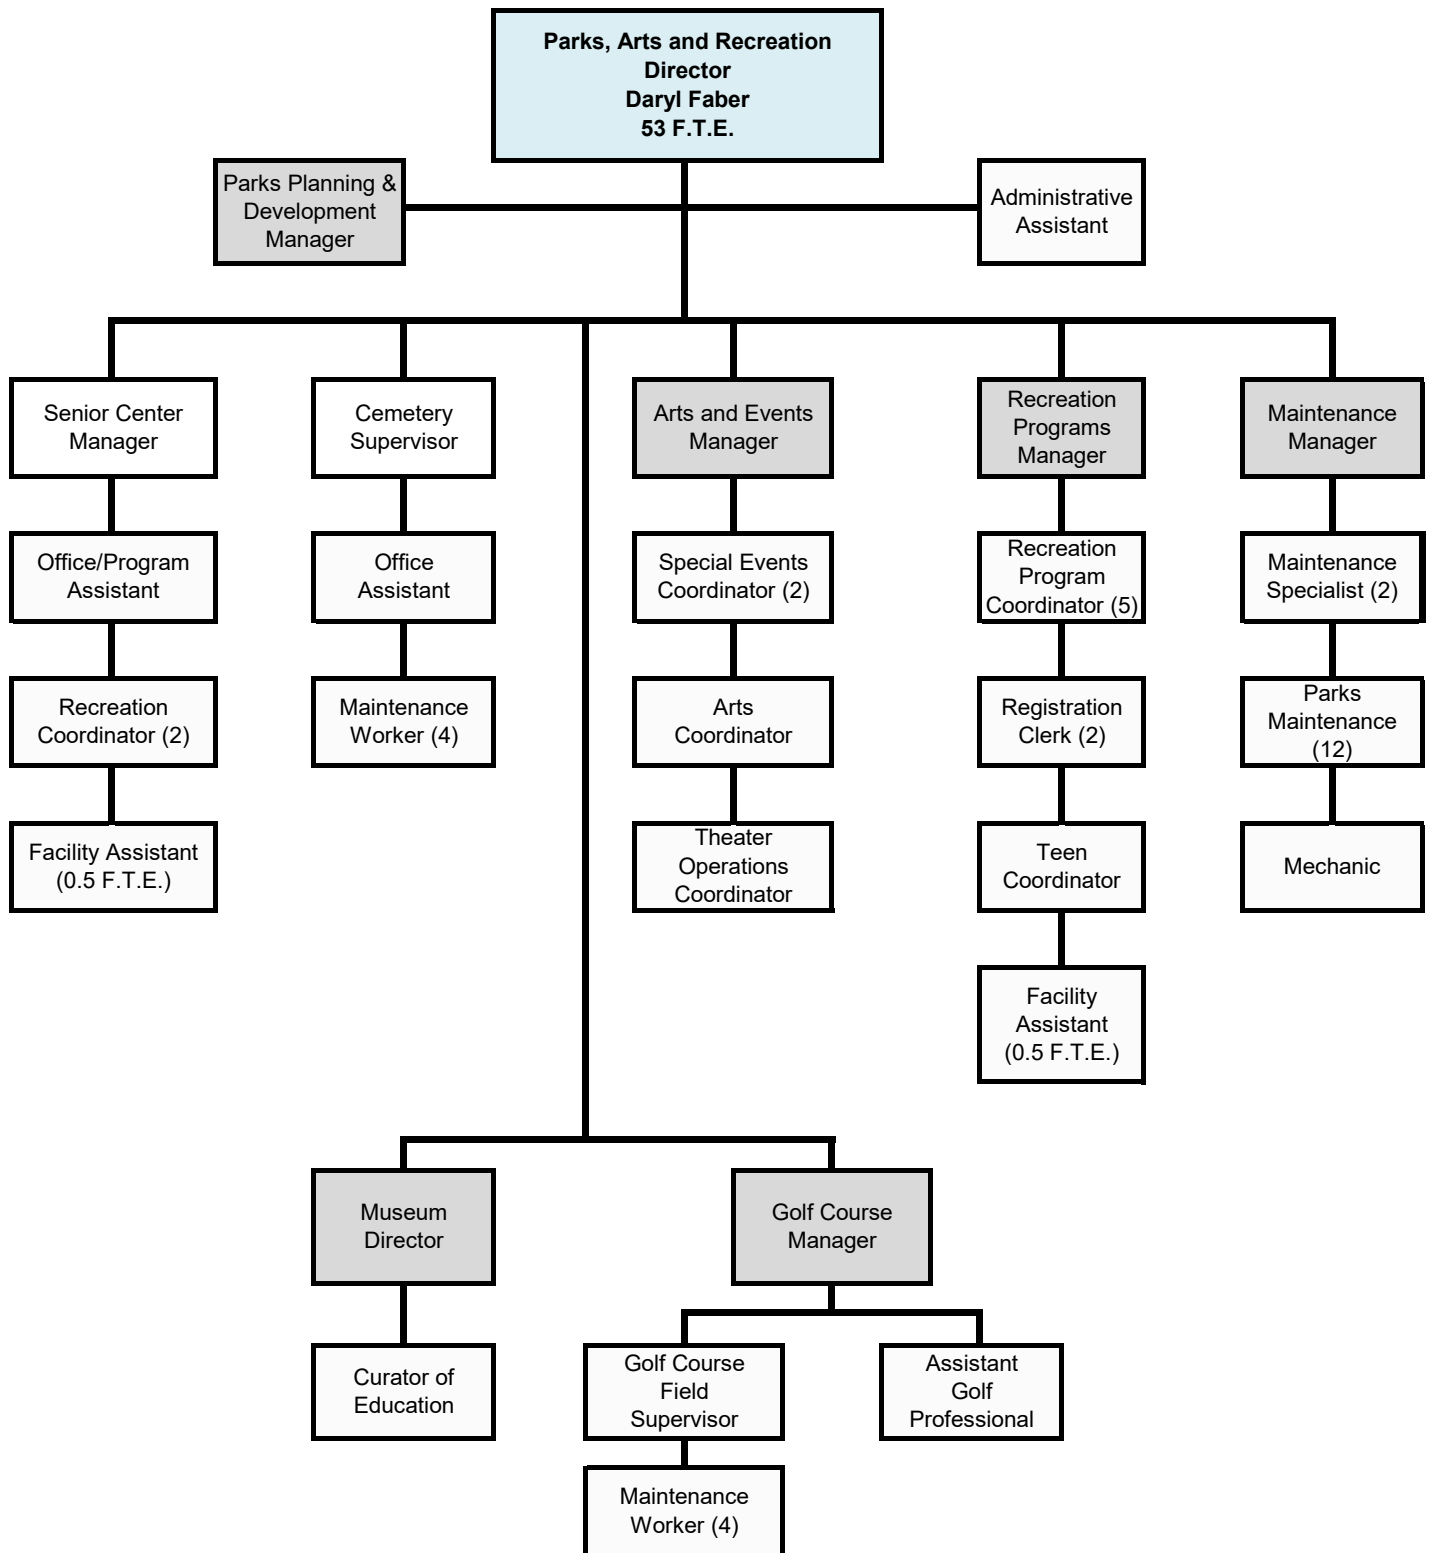 Parks, Arts and Recreation
Director
Daryl Faber
53 F.T.E.
Parks Planning &
Development
Manager
Administrative
Assistant
Senior Center
Manager
Cemetery
Supervisor
Arts and Events
Manager
Recreation
Programs
Manager
Maintenance
Manager
Office/Program
Assistant
Office
Assistant
Special Events
Coordinator (2)
Recreation
Program
Coordinator (5)
Maintenance
Specialist (2)
Recreation
Coordinator (2)
Maintenance
Worker (4)
Arts
Coordinator
Registration
Clerk (2)
Parks
Maintenance
(12)
Facility Assistant
(0.5 F.T.E.)
Theater
Operations
Coordinator
Teen
Coordinator
Mechanic
Facility
Assistant
(0.5 F.T.E.)
Museum
Director
Golf Course
Manager
Curator of
Education
Golf Course
Field
Supervisor
Assistant
Golf
Professional
Maintenance
Worker (4)